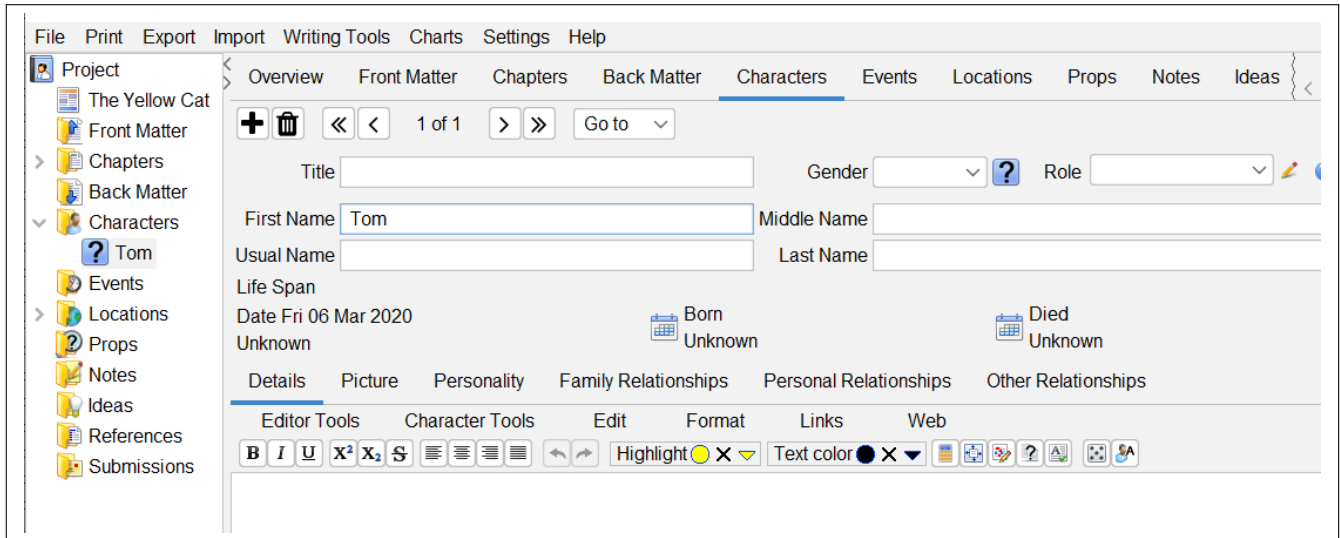 File Print Export Import Writing Tools Charts Settings Help
Project
The Yellow Cat
Front Matter
Chapters
Back Matter
Characters
Tom
Events
Locations
Props
Notes
Ideas
References
Submissions
Overview Front Matter Chapters Back Matter Characters Events Locations Props Notes Ideas
1 of 1 Go to
Title Gender ? Role
First Name Tom Middle Name
Usual Name Last Name
Life Span
Date Fri 06 Mar 2020 Born Died
Unknown Unknown Unknown
Details Picture Personality Family Relationships Personal Relationships Other Relationships
Editor Tools Character Tools Edit Format Links Web
B I U X² X₂ S Highlight X Text color X ? A